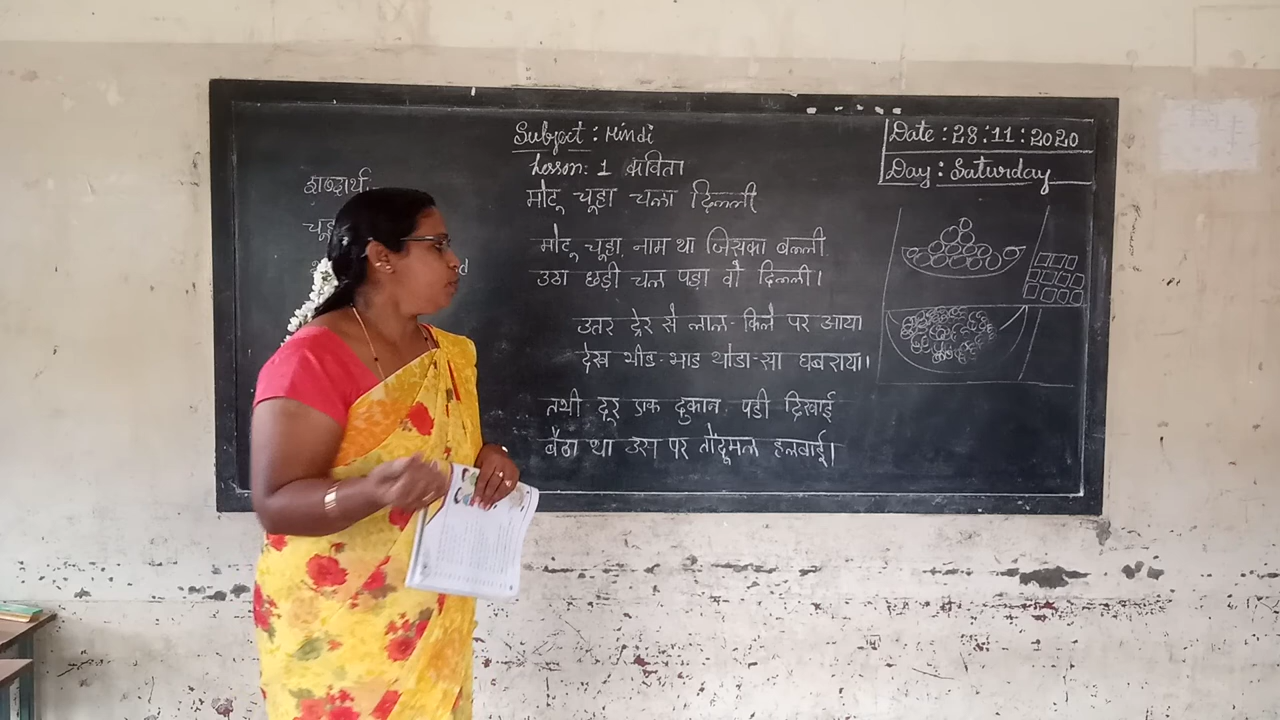 Subject : Hindi
Lesson: 1 कविता
मोटू चूहा चला दिल्ली
Date : 28:11:2020
Day : Saturday
शब्दार्थ
मोटू चूहा नाम था जिसका बल्ली
उठा छड़ी चल पड़ा वो दिल्ली।
उतर ट्रेन से लाल-किले पर आया
देख भीड-भाड थोडा-सा घबराया।
तभी दूर एक दुकान पडी दिखाई
बैठा था उस पर तोंदूमल हलवाई।